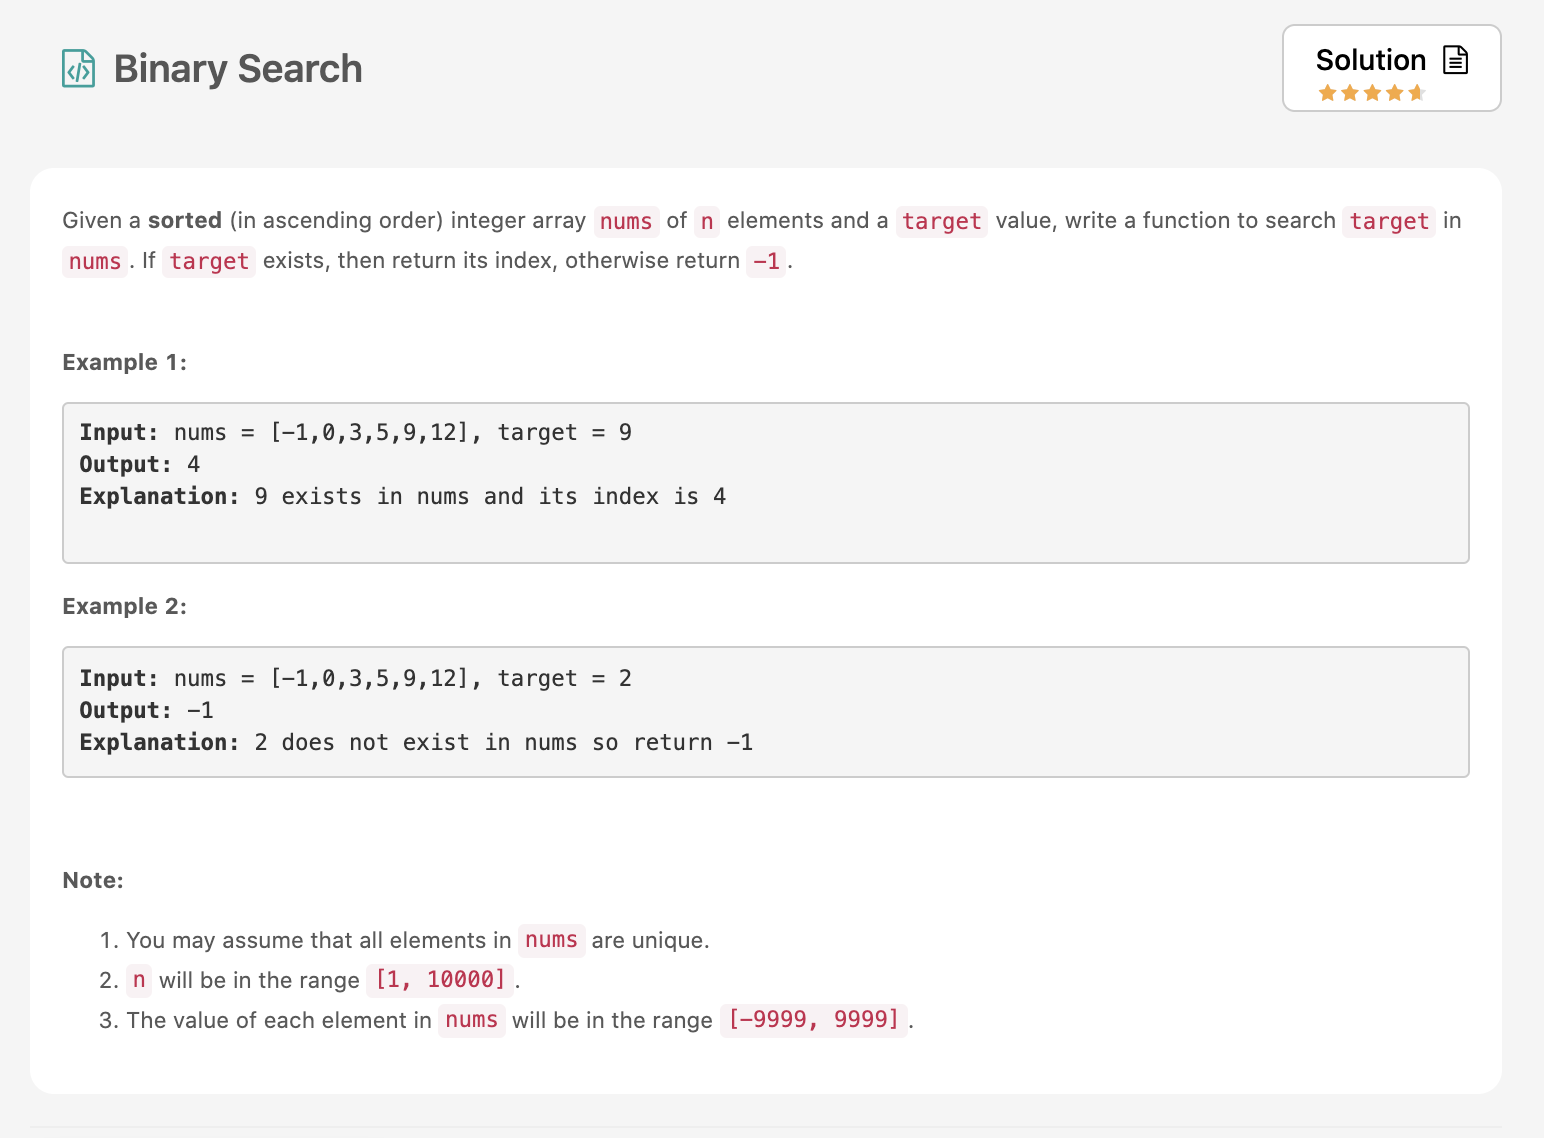 Binary Search
Solution
Given a sorted (in ascending order) integer array nums of n elements and a target value, write a function to search target in
nums. If target exists, then return its index, otherwise return -1.
Example 1:
Input: nums = [-1,0,3,5,9,12], target = 9
Output: 4
Explanation: 9 exists in nums and its index is 4
Example 2:
Input: nums = [-1,0,3,5,9,12], target = 2
Output: -1
Explanation: 2 does not exist in nums so return -1
Note:
1. You may assume that all elements in nums are unique.
2. n will be in the range [1, 10000].
3. The value of each element in nums will be in the range [-9999, 9999].